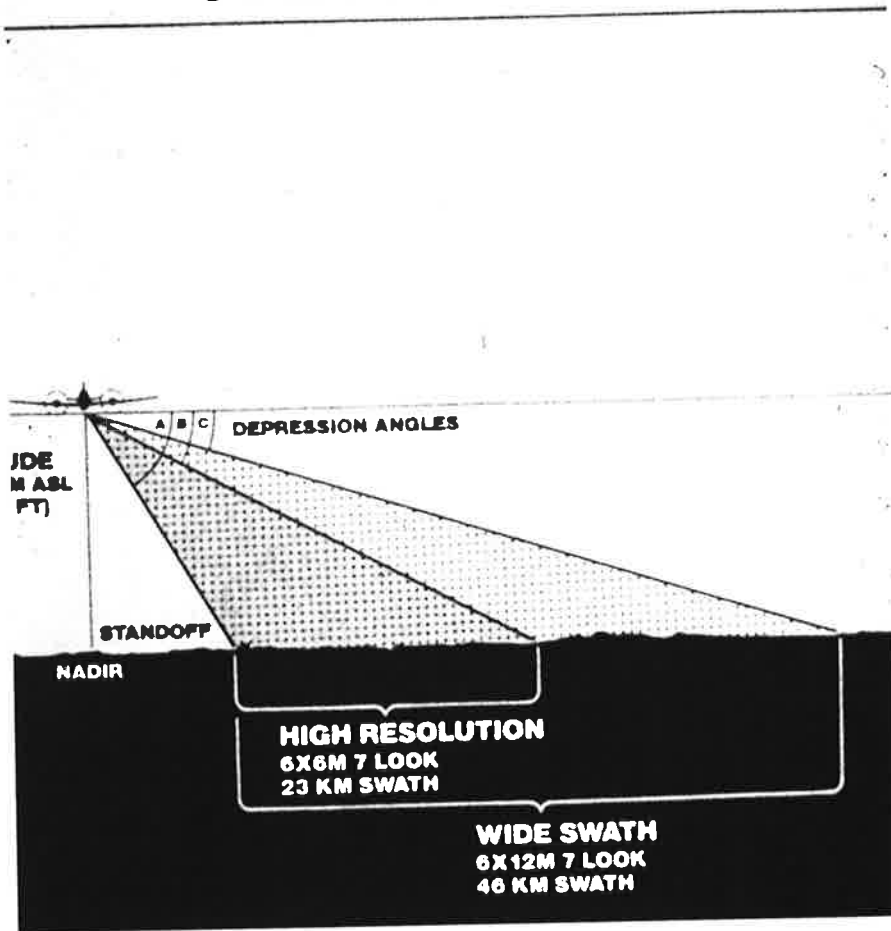 A B C DEPRESSION ANGLES
UDE
M ASL
FT)
STANDOFF
NADIR
HIGH RESOLUTION
6X6M 7 LOOK
23 KM SWATH
WIDE SWATH
6X12M 7 LOOK
46 KM SWATH